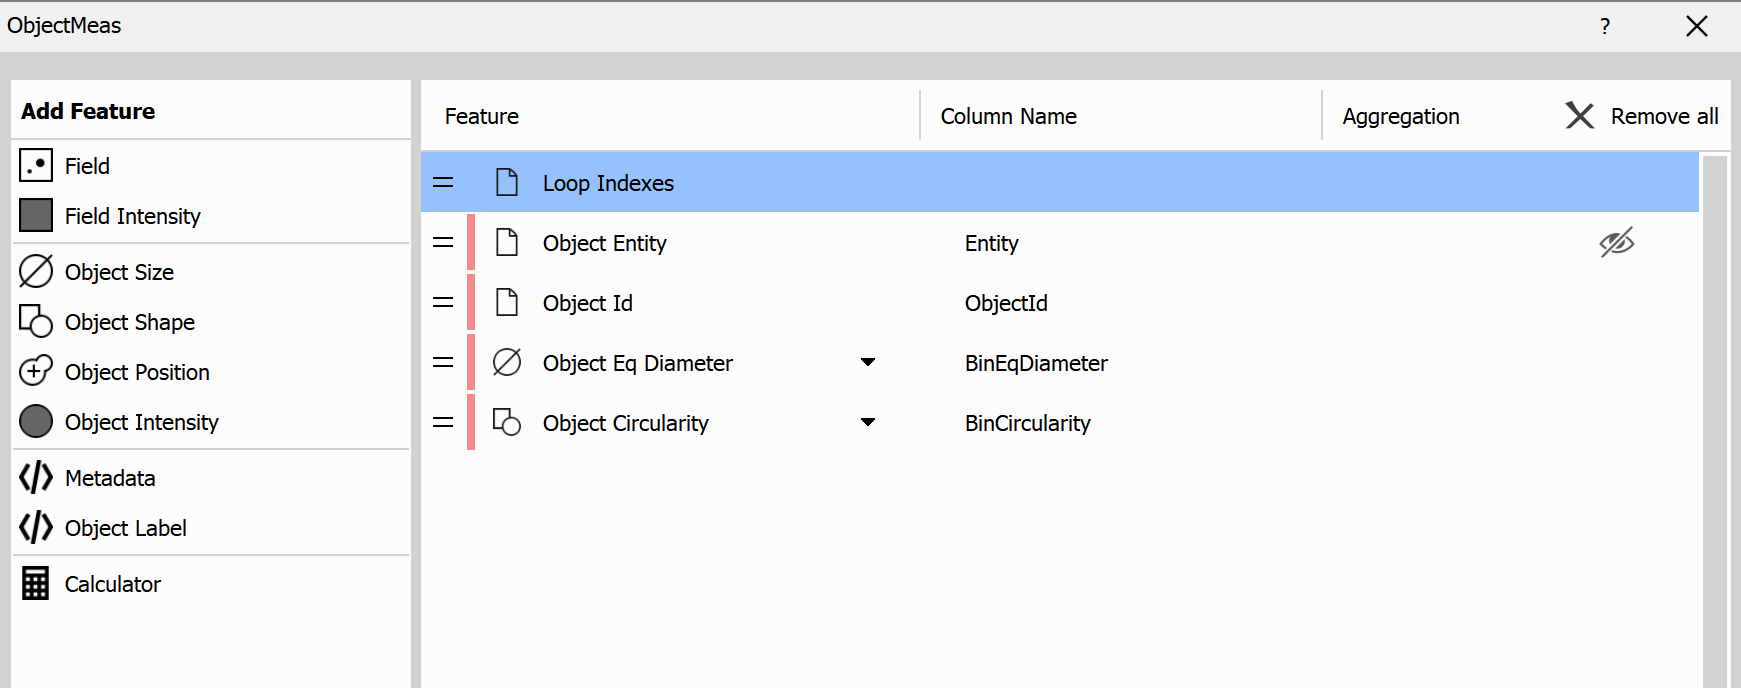 ObjectMeas ?
Add Feature
Field
Field Intensity
Object Size
Object Shape
Object Position
Object Intensity
Metadata
Object Label
Calculator
Feature Column Name Aggregation Remove all
Loop Indexes
Object Entity Entity
Object Id ObjectId
Object Eq Diameter BinEqDiameter
Object Circularity BinCircularity